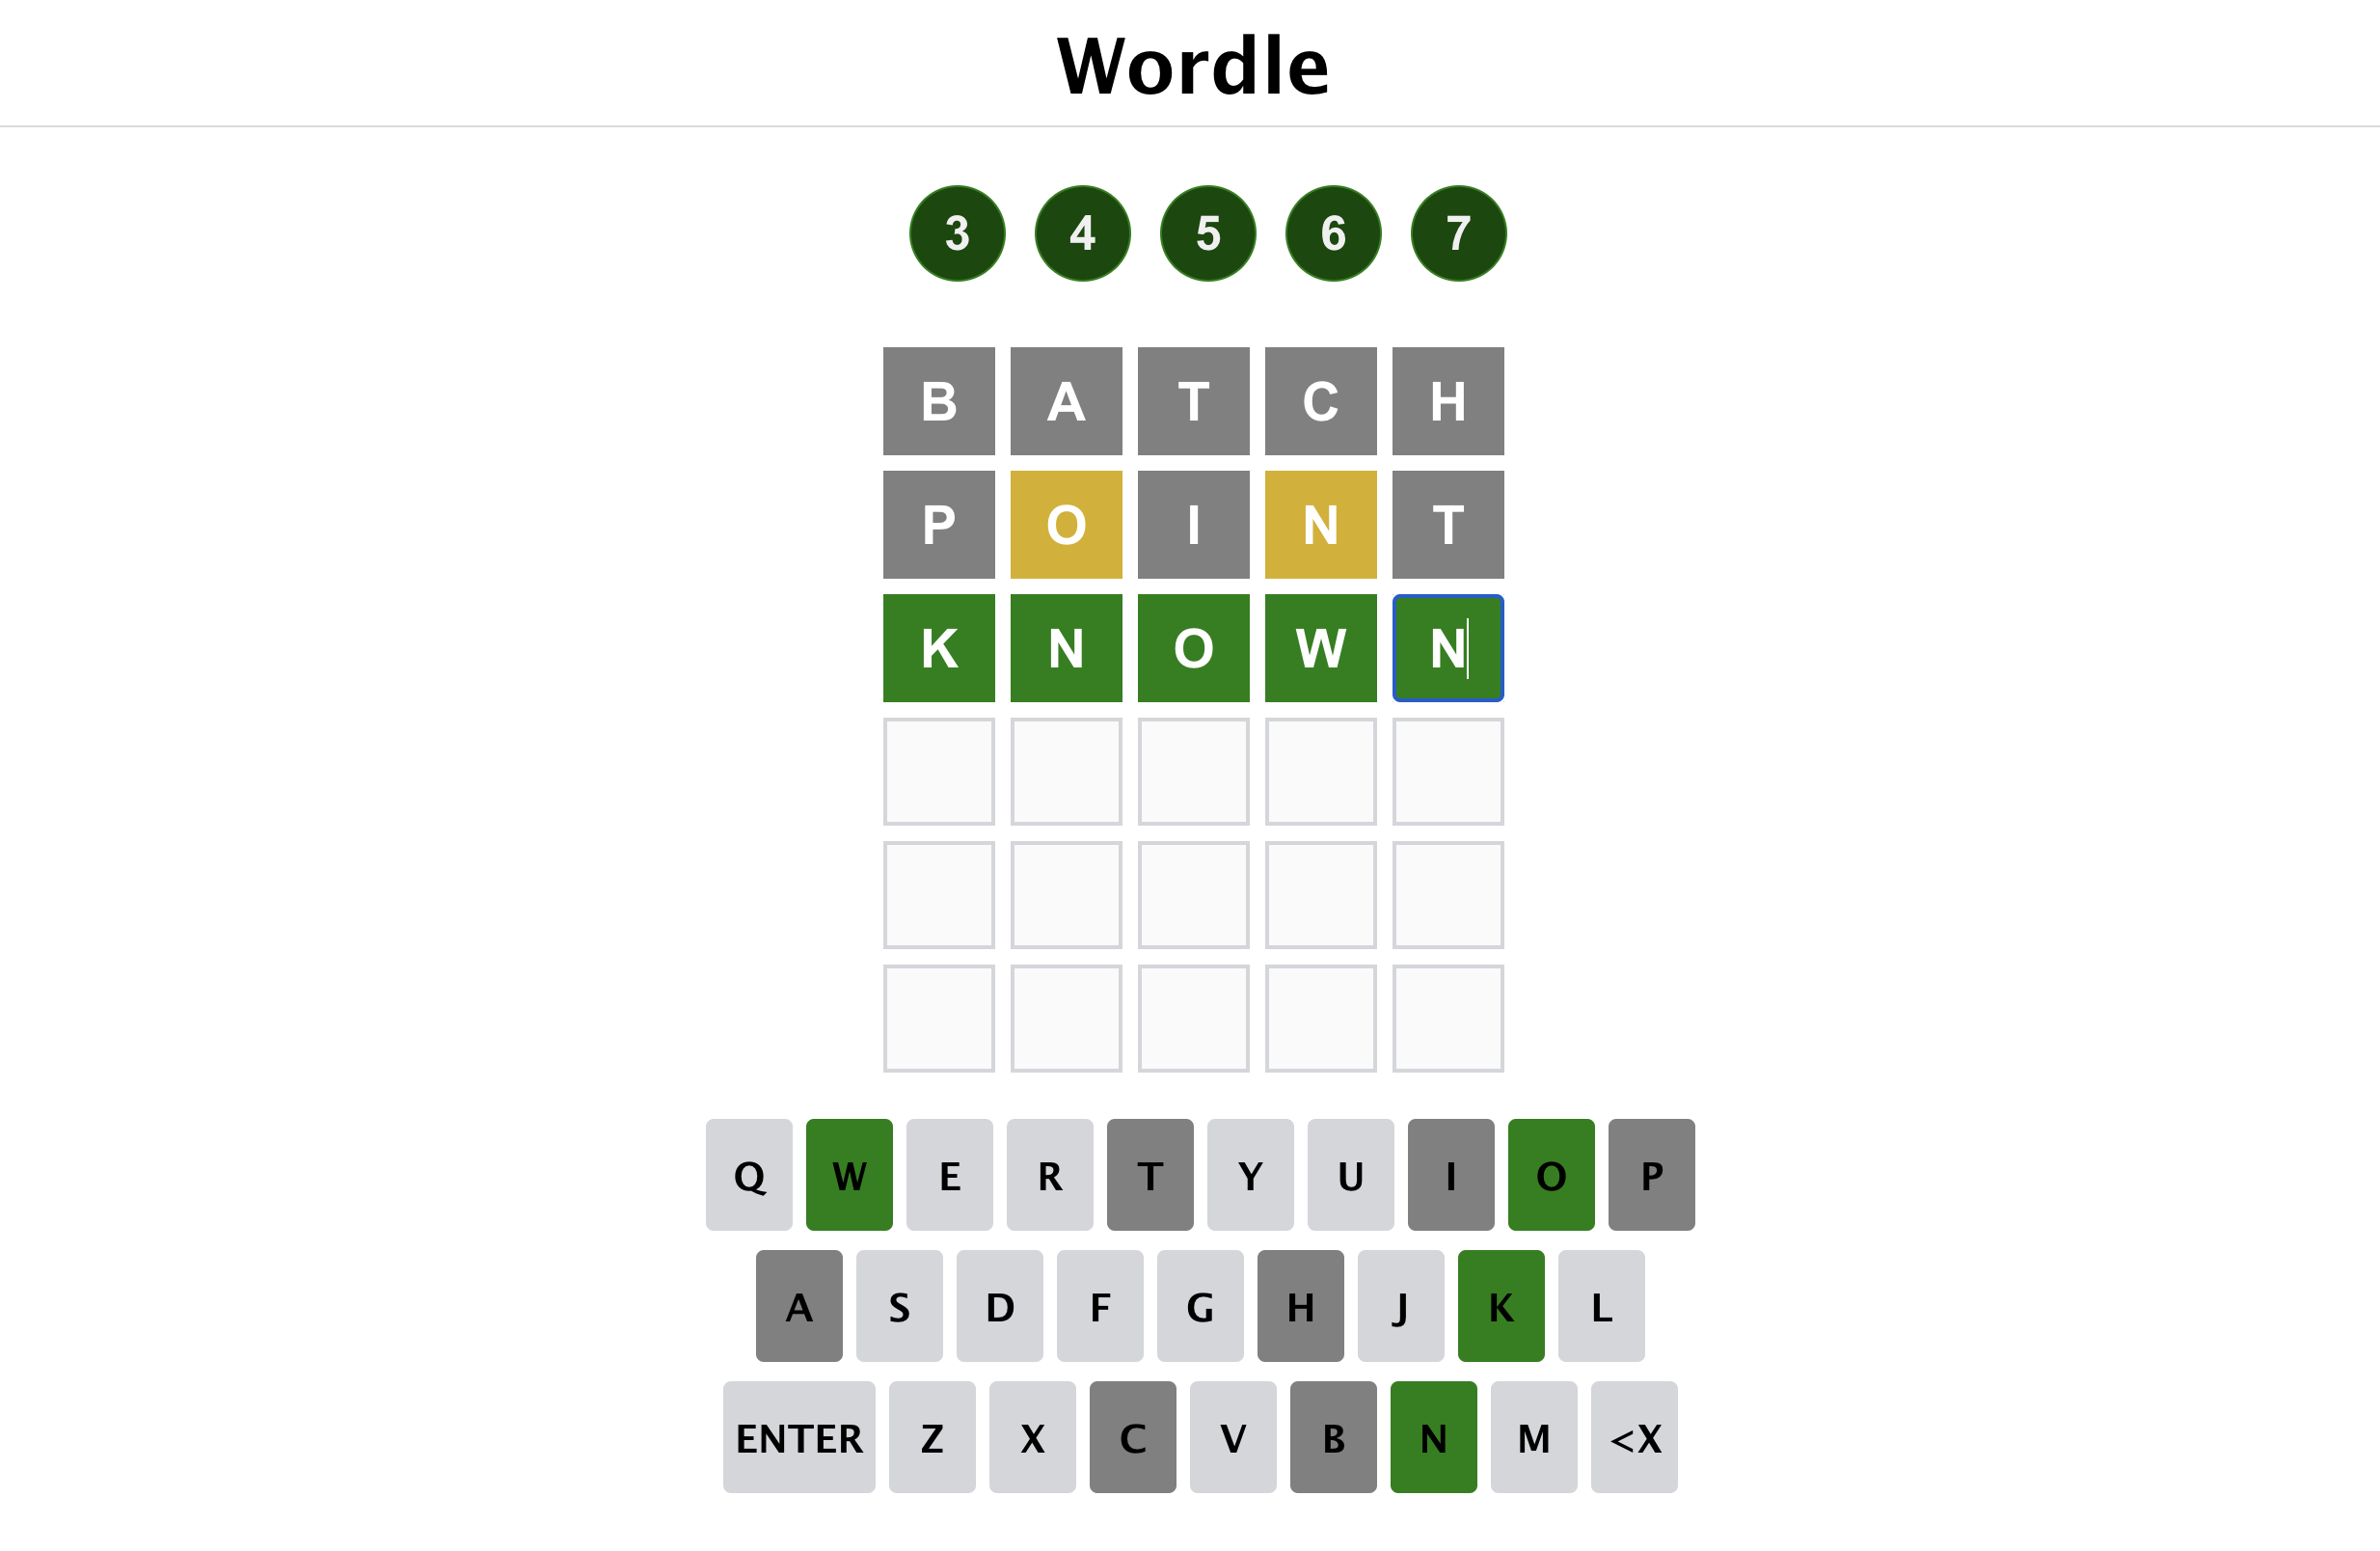 Wordle
3 4 5 6 7
B A T C H
P O I N T
K N O W N
Q W E R T Y U I O P
A S D F G H J K L
ENTER Z X C V B N M <X